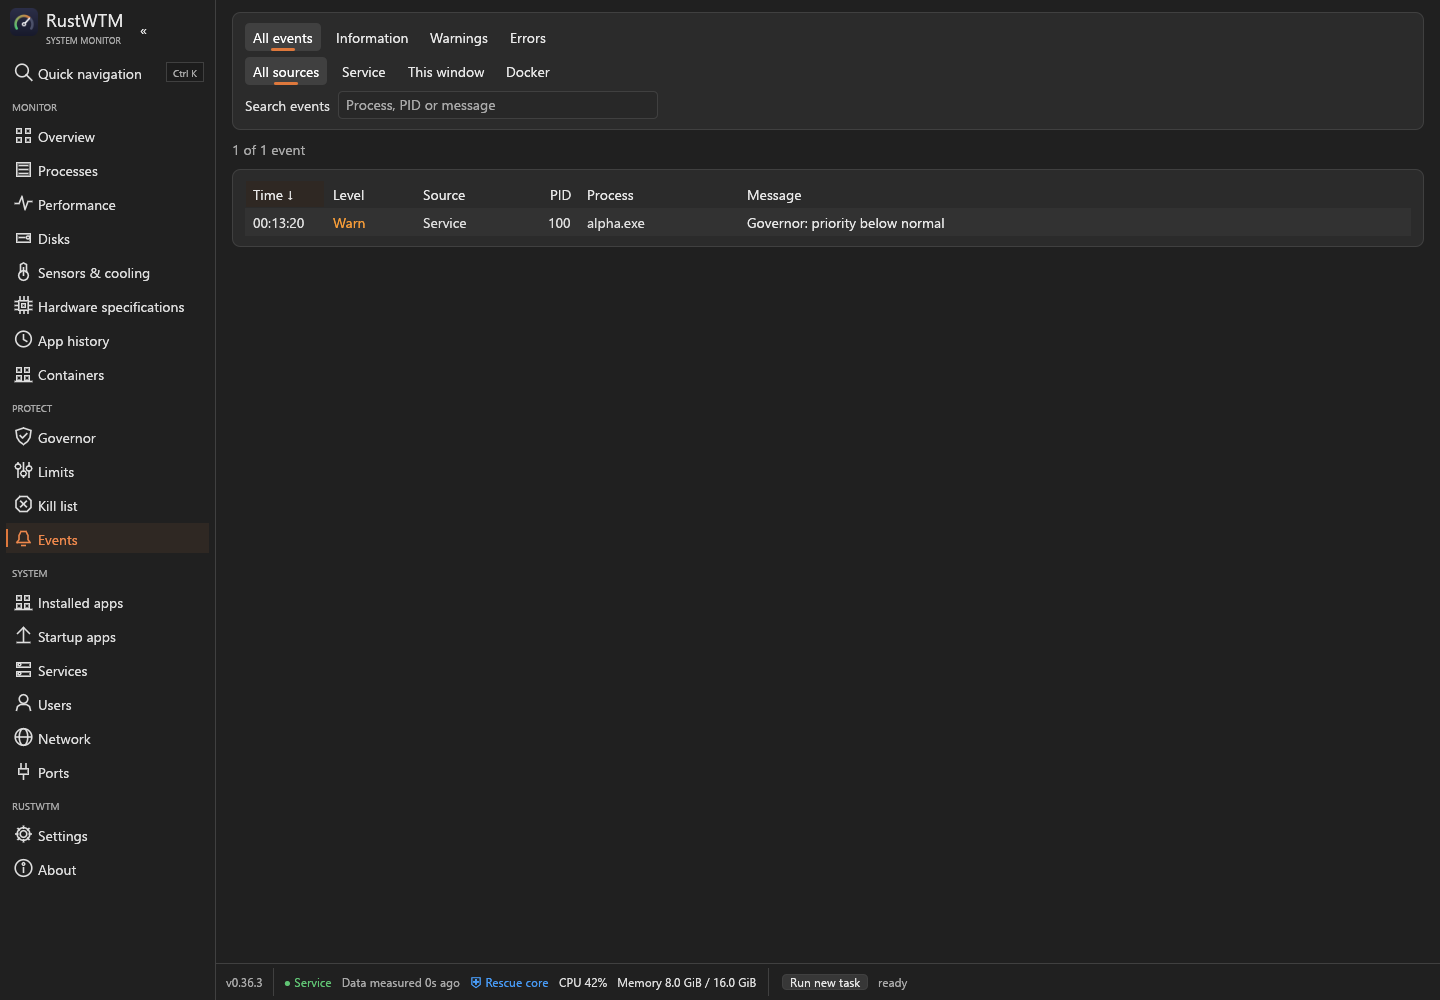 RustWTM
SYSTEM MONITOR
«
Quick navigation Ctrl K
MONITOR
Overview
Processes
Performance
Disks
Sensors & cooling
Hardware specifications
App history
Containers
PROTECT
Governor
Limits
Kill list
Events
SYSTEM
Installed apps
Startup apps
Services
Users
Network
Ports
RUSTWTM
Settings
About
All events Information Warnings Errors
All sources Service This window Docker
Search events Process, PID or message
1 of 1 event
Time ↓ Level Source PID Process Message
00:13:20 Warn Service 100 alpha.exe Governor: priority below normal
v0.36.3 Service Data measured 0s ago Rescue core CPU 42% Memory 8.0 GiB / 16.0 GiB Run new task ready